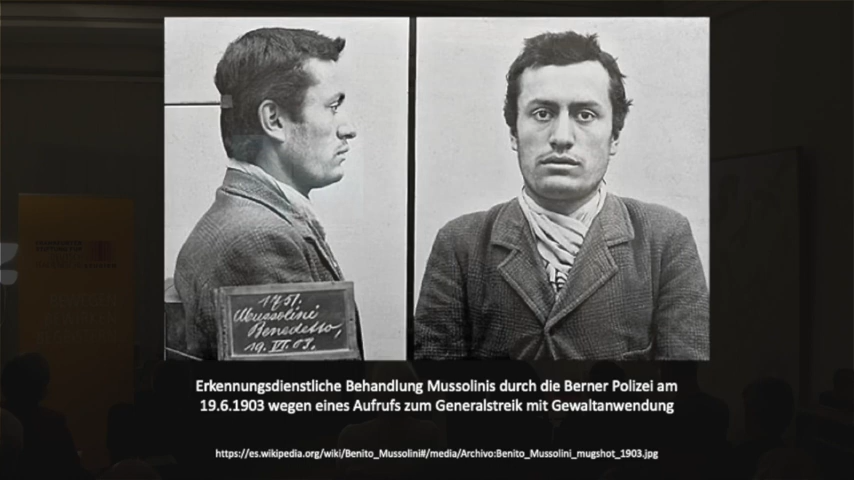 1751.
Mussolini
Benedetto,
19. VI. 03.
Erkennungsdienstliche Behandlung Mussolinis durch die Berner Polizei am
19.6.1903 wegen eines Aufrufs zum Generalstreik mit Gewaltanwendung
https://es.wikipedia.org/wiki/Benito_Mussolini#/media/Archivo:Benito_Mussolini_mugshot_1903.jpg